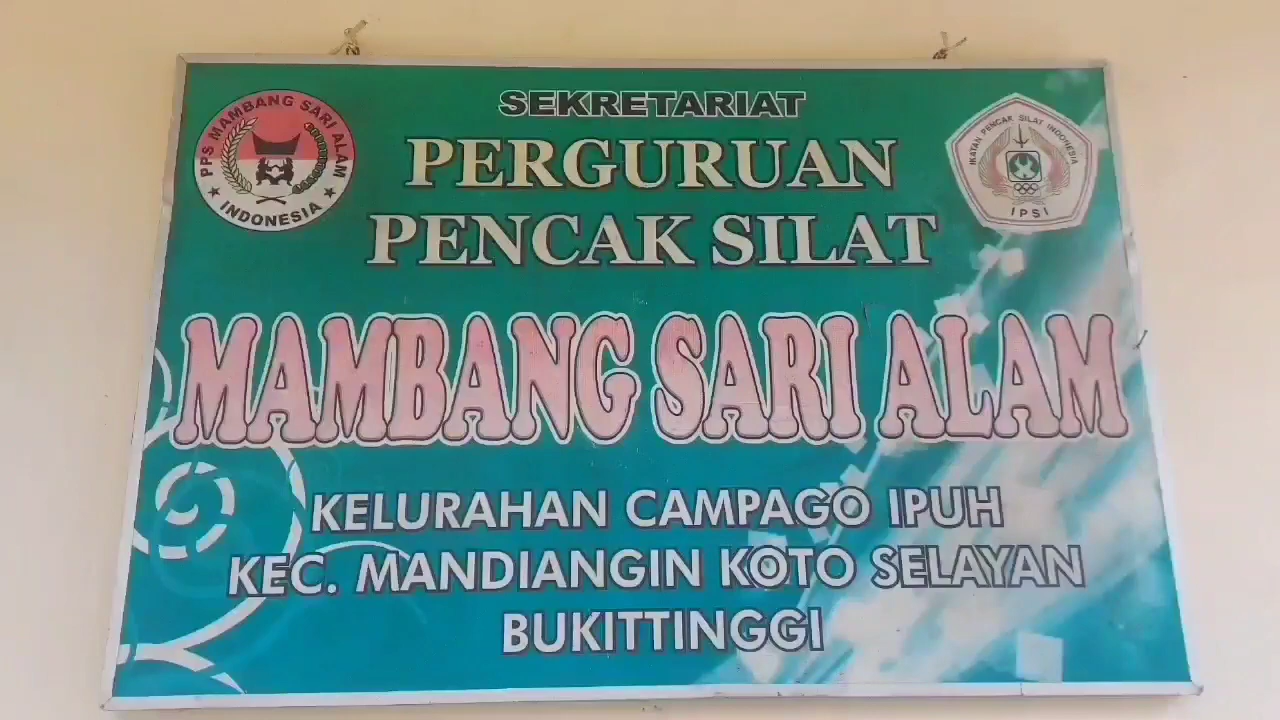 SEKRETARIAT
PERGURUAN
PENCAK SILAT
MAMBANG SARI ALAM
KELURAHAN CAMPAGO IPUH
KEC. MANDIANGIN KOTO SELAYAN
BUKITTINGGI
PPS MAMBANG SARI ALAM
INDONESIA
IKATAN PENCAK SILAT INDONESIA
IPSI